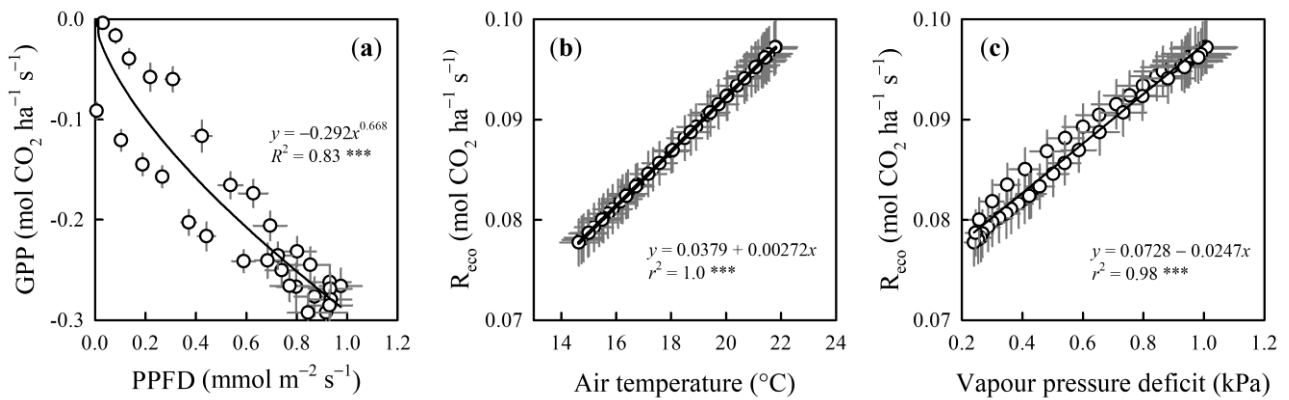 GPP (mol CO₂ ha⁻¹ s⁻¹)
0.0
-0.1
-0.2
-0.3
(a)
y = −0.292x^0.668
R² = 0.83 ***
0.0 0.2 0.4 0.6 0.8 1.0 1.2
PPFD (mmol m⁻² s⁻¹)
R_eco (mol CO₂ ha⁻¹ s⁻¹)
0.10
0.09
0.08
0.07
(b)
y = 0.0379 + 0.00272x
r² = 1.0 ***
14 16 18 20 22 24
Air temperature (°C)
R_eco (mol CO₂ ha⁻¹ s⁻¹)
0.10
0.09
0.08
0.07
(c)
y = 0.0728 − 0.0247x
r² = 0.98 ***
0.2 0.4 0.6 0.8 1.0 1.2
Vapour pressure deficit (kPa)